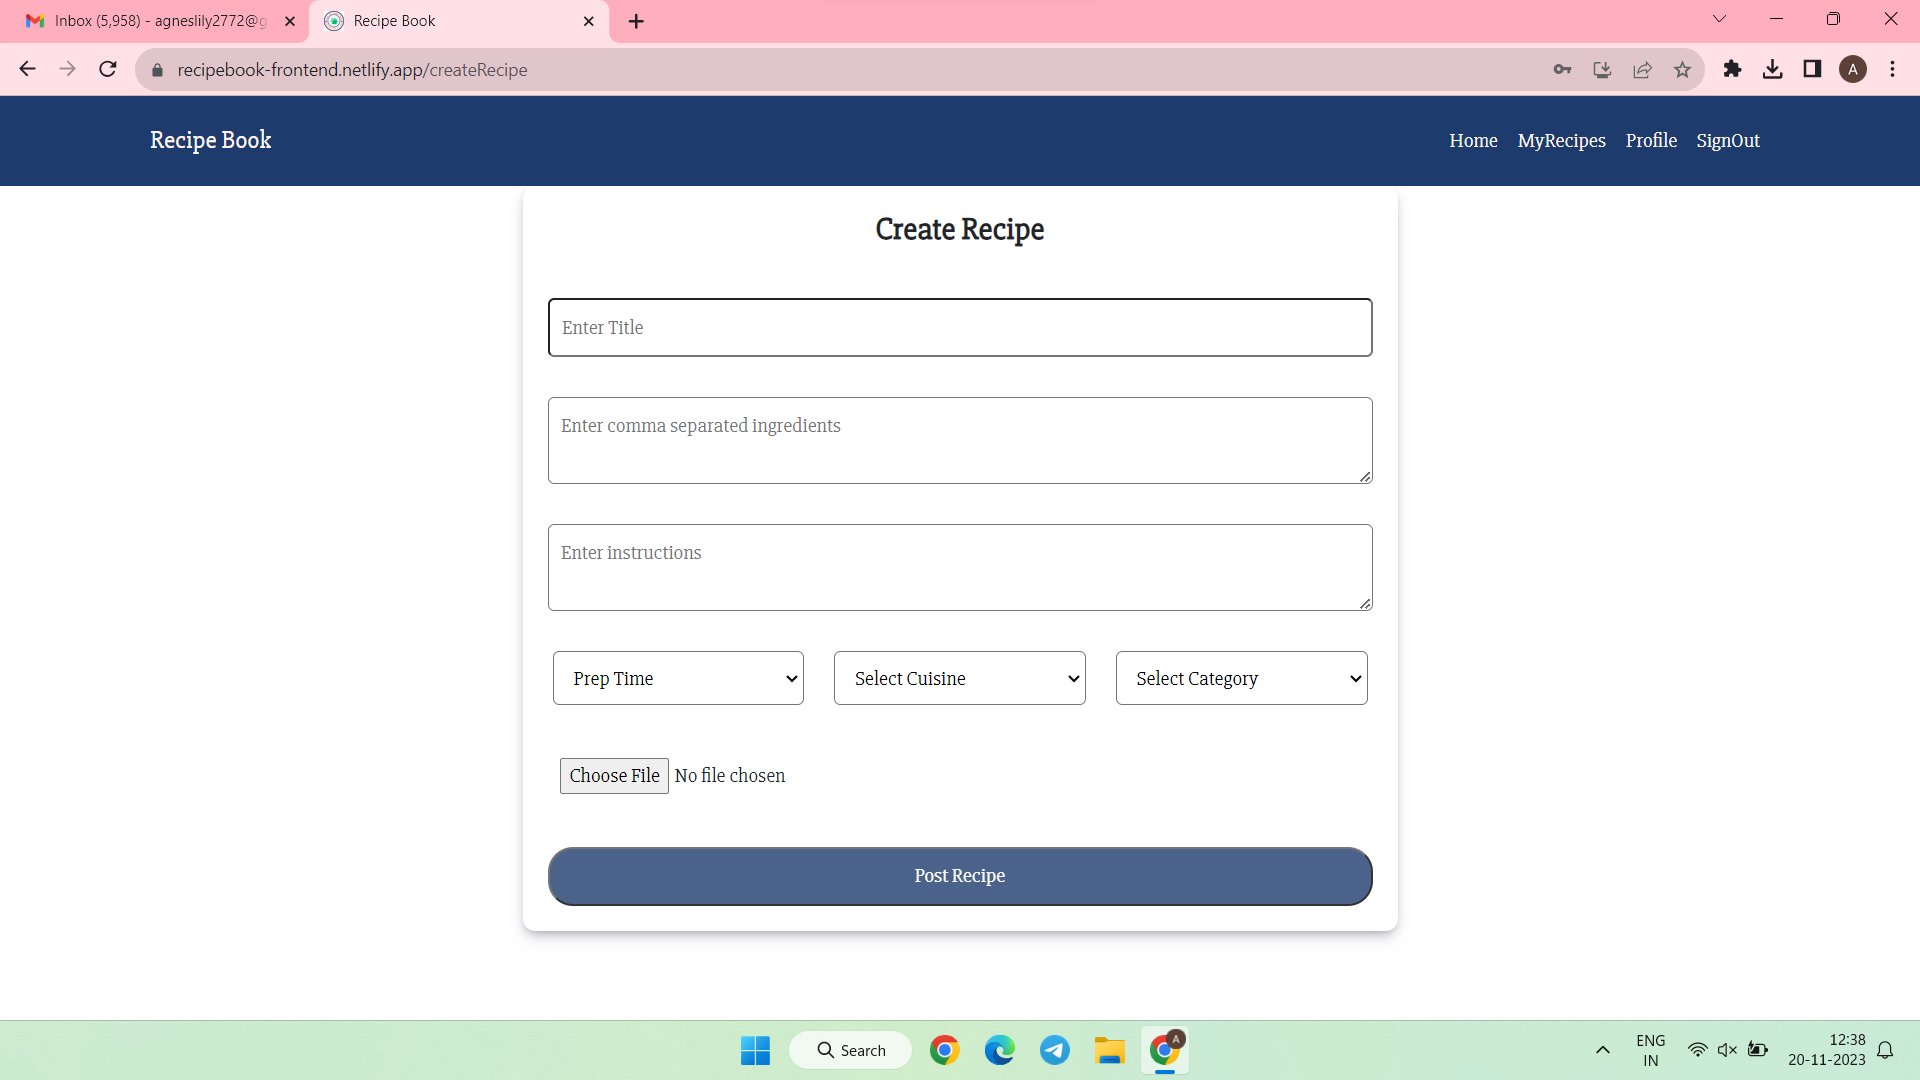 Inbox (5,958) - agneslily2772@g
Recipe Book
recipebook-frontend.netlify.app/createRecipe
A
Recipe Book
Home MyRecipes Profile SignOut
Create Recipe
Enter Title
Enter comma separated ingredients
Enter instructions
Prep Time
Select Cuisine
Select Category
Choose File No file chosen
Post Recipe
Search
A
ENG
IN
12:38
20-11-2023